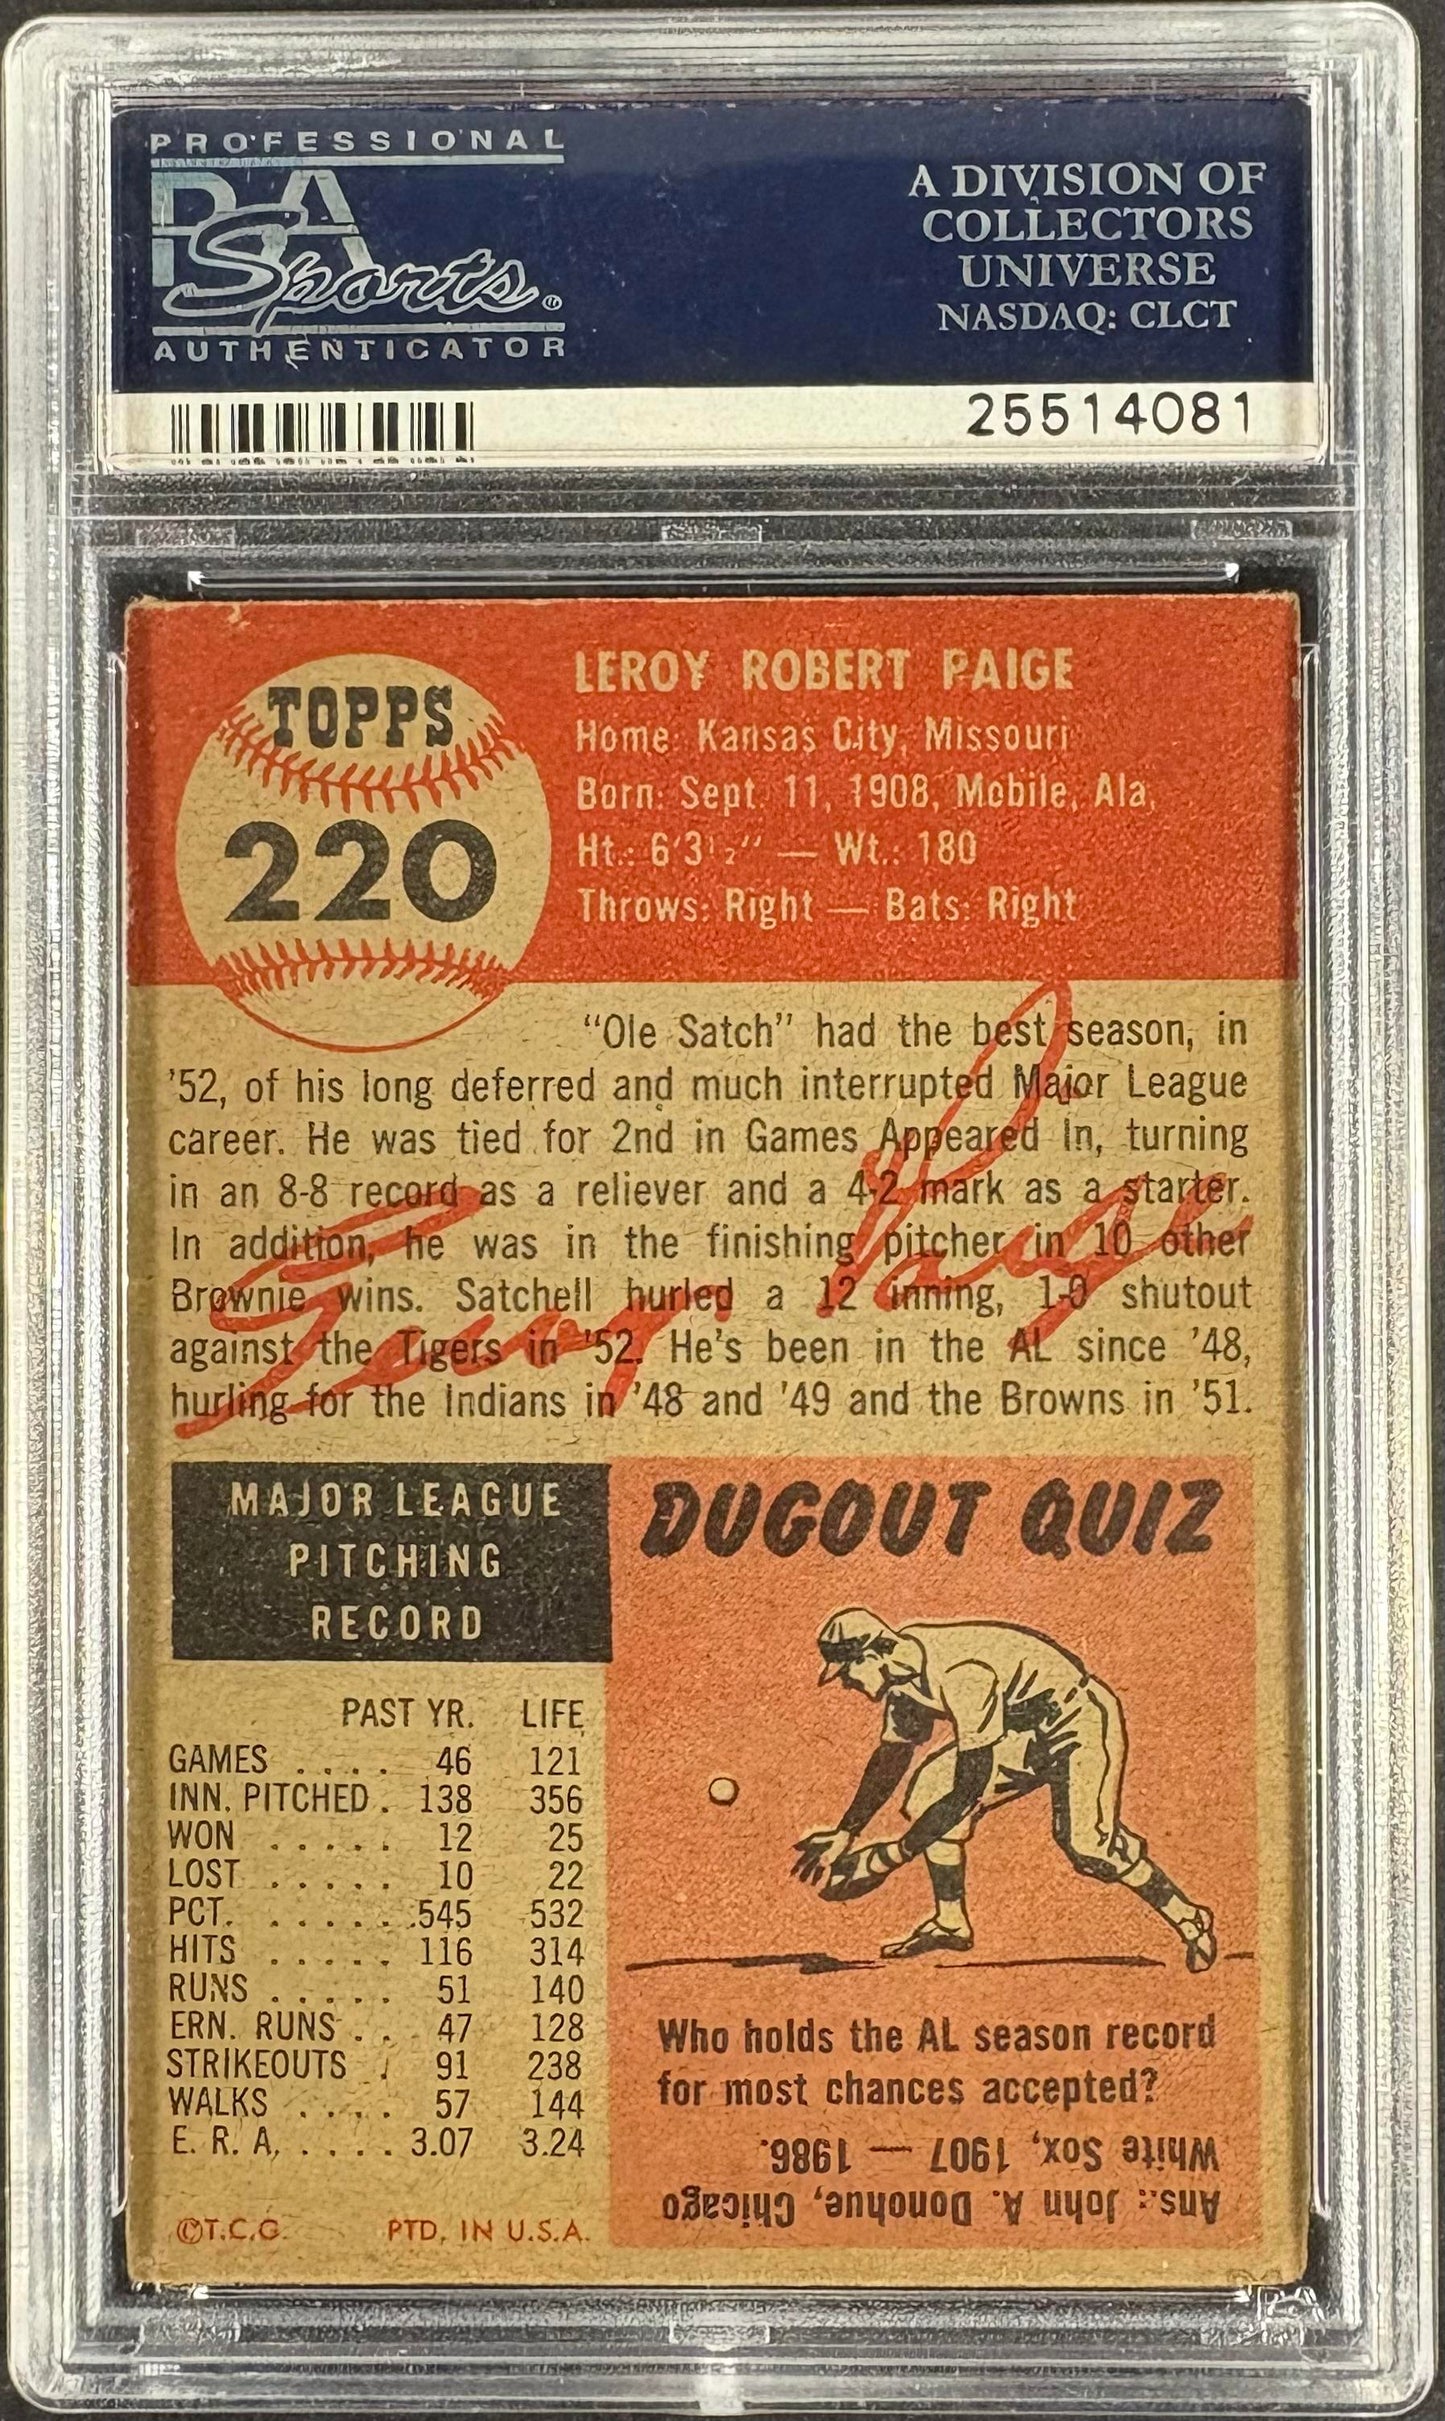 PROFESSIONAL
PSA
Sports
AUTHENTICATOR
A DIVISION OF
COLLECTORS
UNIVERSE
NASDAQ: CLCT
25514081
TOPPS
220
LEROY ROBERT PAIGE
Home: Kansas City, Missouri
Born: Sept. 11, 1908, Mobile, Ala.
Ht.: 6'3½" — Wt.: 180
Throws: Right — Bats: Right
"Ole Satch" had the best season, in
'52, of his long deferred and much interrupted Major League
career. He was tied for 2nd in Games Appeared In, turning
in an 8-8 record as a reliever and a 4-2 mark as a starter.
In addition, he was in the finishing pitcher in 10 other
Brownie wins. Satchell hurled a 12 inning, 1-0 shutout
against the Tigers in '52. He's been in the AL since '48,
hurling for the Indians in '48 and '49 and the Browns in '51.
Leroy Paige
MAJOR LEAGUE
PITCHING
RECORD
PAST YR. LIFE
GAMES .... 46 121
INN. PITCHED . 138 356
WON ..... 12 25
LOST ..... 10 22
PCT. ...... .545 .532
HITS ..... 116 314
RUNS ..... 51 140
ERN. RUNS .. 47 128
STRIKEOUTS . 91 238
WALKS .... 57 144
E. R. A. .... 3.07 3.24
©T.C.G. PTD. IN U.S.A.
DUGOUT QUIZ
Who holds the AL season record
for most chances accepted?
Ans.: John A. Donohue, Chicago
White Sox, 1907 — 1986.
PSA